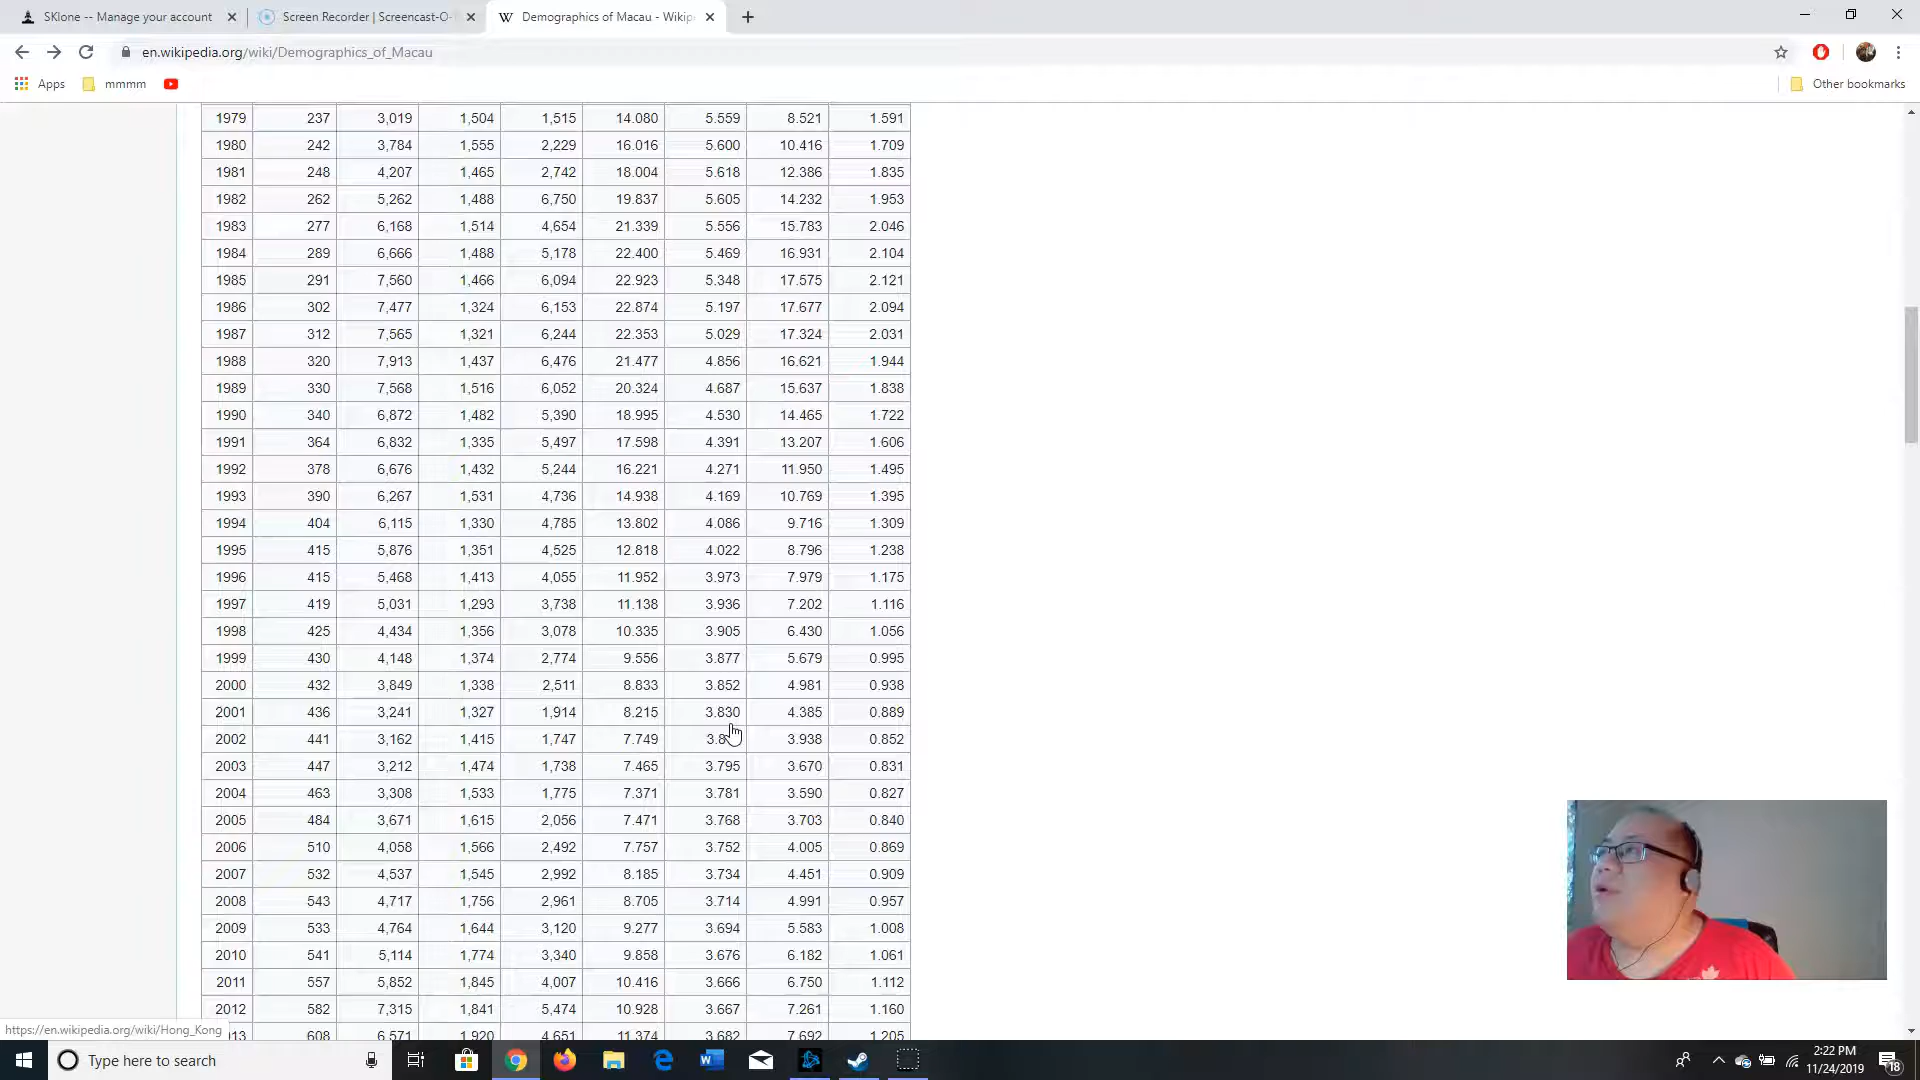 SKlone -- Manage your account
Screen Recorder | Screencast-O-
Demographics of Macau - Wikip
en.wikipedia.org/wiki/Demographics_of_Macau
Apps mmmm Other bookmarks
1979 237 3,019 1,504 1,515 14.080 5.559 8.521 1.591
1980 242 3,784 1,555 2,229 16.016 5.600 10.416 1.709
1981 248 4,207 1,465 2,742 18.004 5.618 12.386 1.835
1982 262 5,262 1,488 6,750 19.837 5.605 14.232 1.953
1983 277 6,168 1,514 4,654 21.339 5.556 15.783 2.046
1984 289 6,666 1,488 5,178 22.400 5.469 16.931 2.104
1985 291 7,560 1,466 6,094 22.923 5.348 17.575 2.121
1986 302 7,477 1,324 6,153 22.874 5.197 17.677 2.094
1987 312 7,565 1,321 6,244 22.353 5.029 17.324 2.031
1988 320 7,913 1,437 6,476 21.477 4.856 16.621 1.944
1989 330 7,568 1,516 6,052 20.324 4.687 15.637 1.838
1990 340 6,872 1,482 5,390 18.995 4.530 14.465 1.722
1991 364 6,832 1,335 5,497 17.598 4.391 13.207 1.606
1992 378 6,676 1,432 5,244 16.221 4.271 11.950 1.495
1993 390 6,267 1,531 4,736 14.938 4.169 10.769 1.395
1994 404 6,115 1,330 4,785 13.802 4.086 9.716 1.309
1995 415 5,876 1,351 4,525 12.818 4.022 8.796 1.238
1996 415 5,468 1,413 4,055 11.952 3.973 7.979 1.175
1997 419 5,031 1,293 3,738 11.138 3.936 7.202 1.116
1998 425 4,434 1,356 3,078 10.335 3.905 6.430 1.056
1999 430 4,148 1,374 2,774 9.556 3.877 5.679 0.995
2000 432 3,849 1,338 2,511 8.833 3.852 4.981 0.938
2001 436 3,241 1,327 1,914 8.215 3.830 4.385 0.889
2002 441 3,162 1,415 1,747 7.749 3.938 0.852
2003 447 3,212 1,474 1,738 7.465 3.795 3.670 0.831
2004 463 3,308 1,533 1,775 7.371 3.781 3.590 0.827
2005 484 3,671 1,615 2,056 7.471 3.768 3.703 0.840
2006 510 4,058 1,566 2,492 7.757 3.752 4.005 0.869
2007 532 4,537 1,545 2,992 8.185 3.734 4.451 0.909
2008 543 4,717 1,756 2,961 8.705 3.714 4.991 0.957
2009 533 4,764 1,644 3,120 9.277 3.694 5.583 1.008
2010 541 5,114 1,774 3,340 9.858 3.676 6.182 1.061
2011 557 5,852 1,845 4,007 10.416 3.666 6.750 1.112
2012 582 7,315 1,841 5,474 10.928 3.667 7.261 1.160
13 608 6,571 1,920 4,651 11.374 3.682 7.692 1.205
https://en.wikipedia.org/wiki/Hong_Kong
Type here to search
2:22 PM
11/24/2019
18